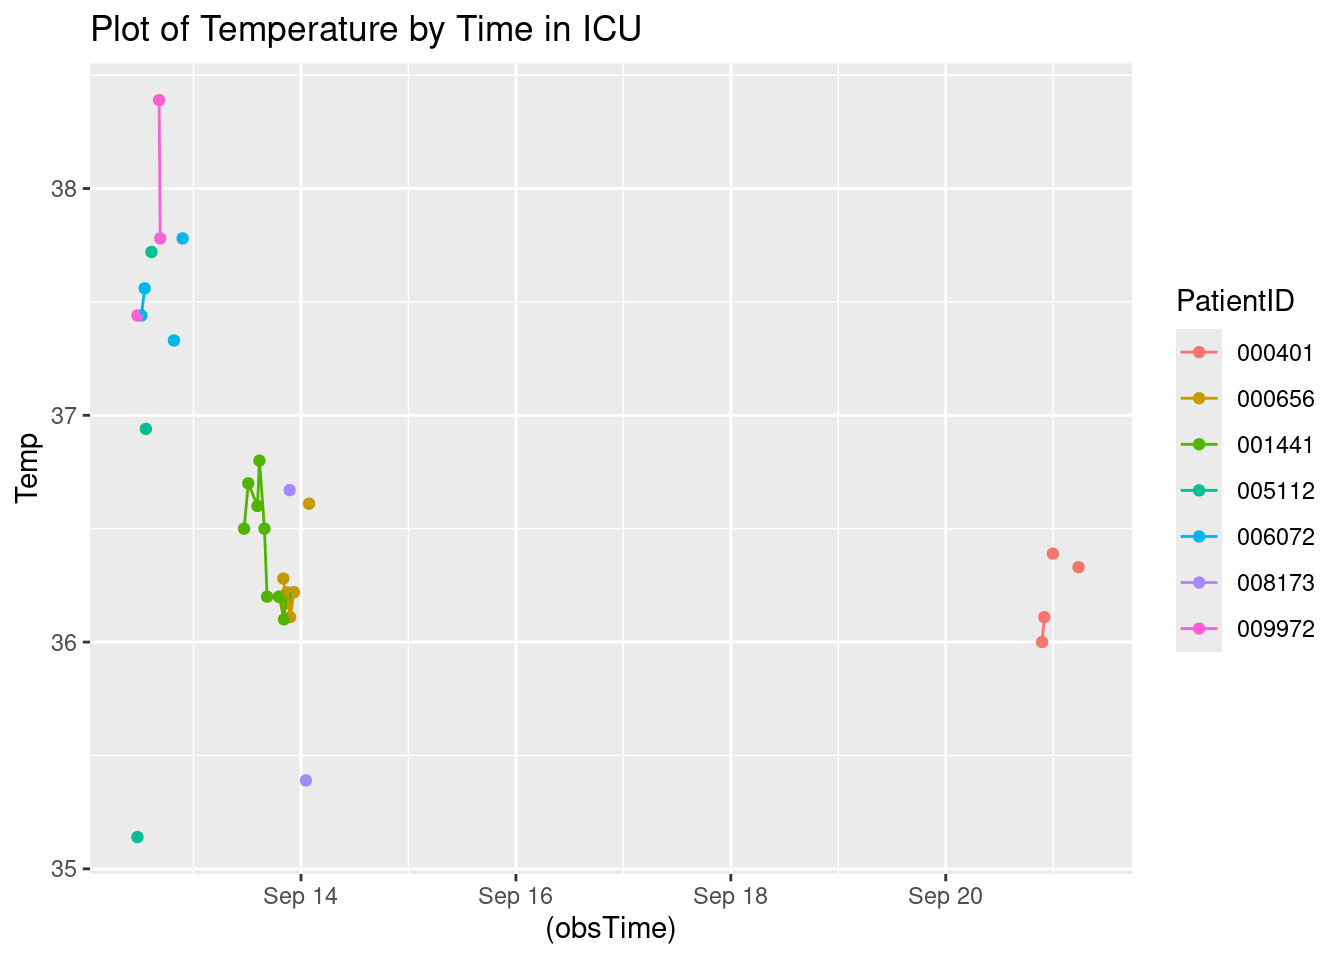 Plot of Temperature by Time in ICU
38
37
36
35
Temp
Sep 14
Sep 16
Sep 18
Sep 20
(obsTime)
PatientID
000401
000656
001441
005112
006072
008173
009972